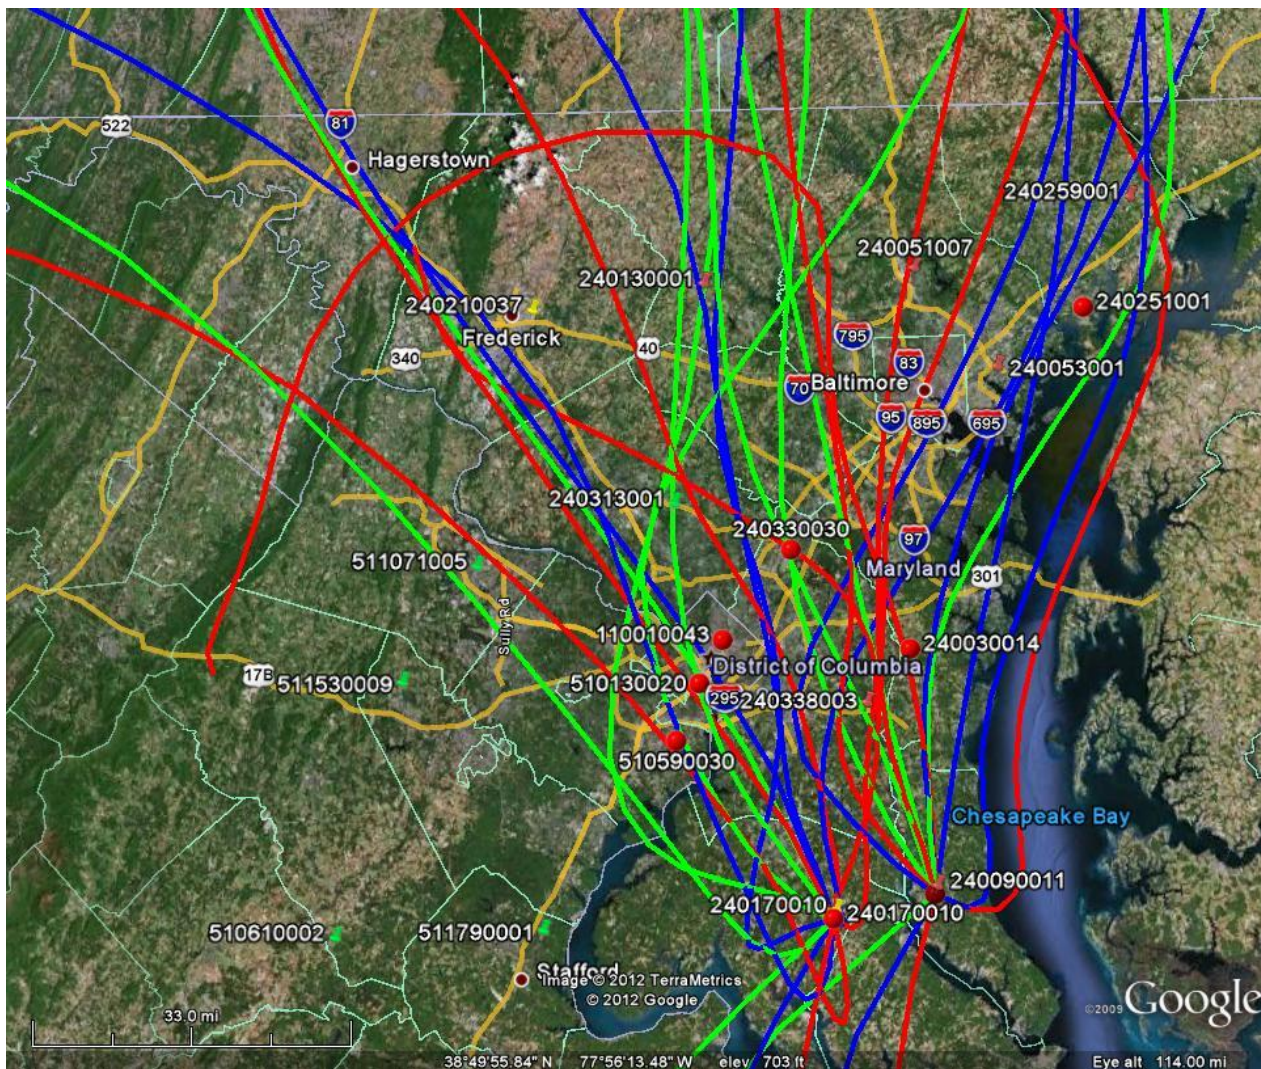 522
81
Hagerstown
240259001
240051007
240130001
240210037
Frederick
240251001
795
40
340
83
240053001
70
Baltimore
95
895
695
240313001
240330030
97
Maryland
301
511071005
Sully Rd
110010043
240030014
District of Columbia
17B
511530009
510130020
295
240338003
510590030
Chesapeake Bay
240090011
240170010
240170010
510610002
511790001
Stafford
Image © 2012 TerraMetrics
© 2012 Google
©2009 Google
33.0 mi
38°49'55.84" N 77°56'13.48" W elev 703 ft Eye alt 114.00 mi